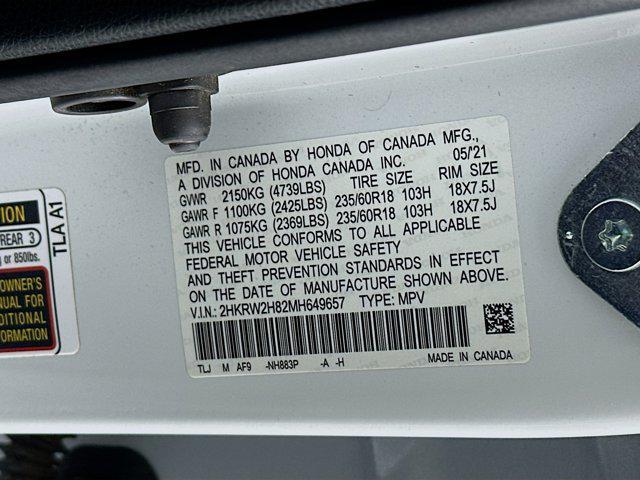 MFD. IN CANADA BY HONDA OF CANADA MFG.,
A DIVISION OF HONDA CANADA INC. 05/'21
GVWR 2150KG (4739LBS) TIRE SIZE RIM SIZE
GAWR F 1100KG (2425LBS) 235/60R18 103H 18X7.5J
GAWR R 1075KG (2369LBS) 235/60R18 103H 18X7.5J
THIS VEHICLE CONFORMS TO ALL APPLICABLE
FEDERAL MOTOR VEHICLE SAFETY
AND THEFT PREVENTION STANDARDS IN EFFECT
ON THE DATE OF MANUFACTURE SHOWN ABOVE.
V.I.N.: 2HKRW2H82MH649657 TYPE: MPV
TLJ M AF9 -NH883P -A -H MADE IN CANADA
ION
REAR 3
or 850lbs.
OWNER'S
ANUAL FOR
DITIONAL
ORMATION
TLA A1